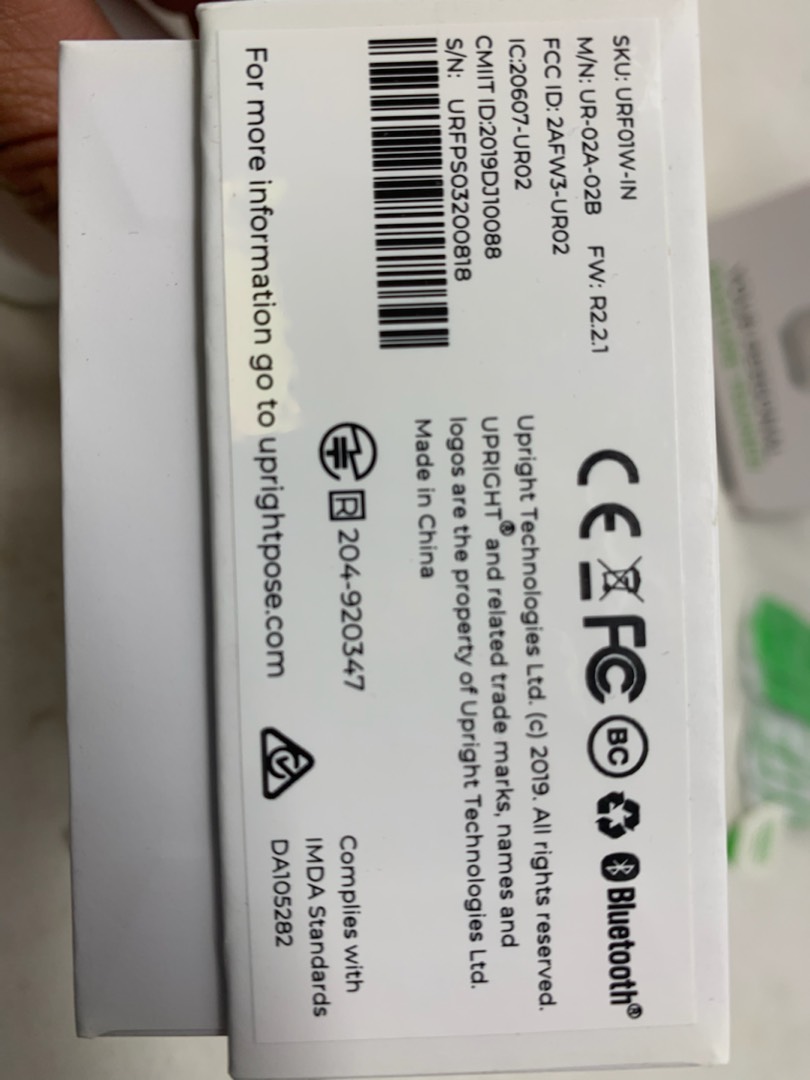 SKU: URF01W-IN
M/N: UR-02A-02B FW: R2.2.1
FCC ID: 2AFW3-UR02
IC:20607-UR02
CMIIT ID:2019DJ10088
S/N: URFPS03200818
CE FC BC Bluetooth®
Upright Technologies Ltd. (c) 2019. All rights reserved.
UPRIGHT® and related trade marks, names and
logos are the property of Upright Technologies Ltd.
Made in China
R 204-920347
Complies with
IMDA Standards
DA105282
For more information go to uprightpose.com